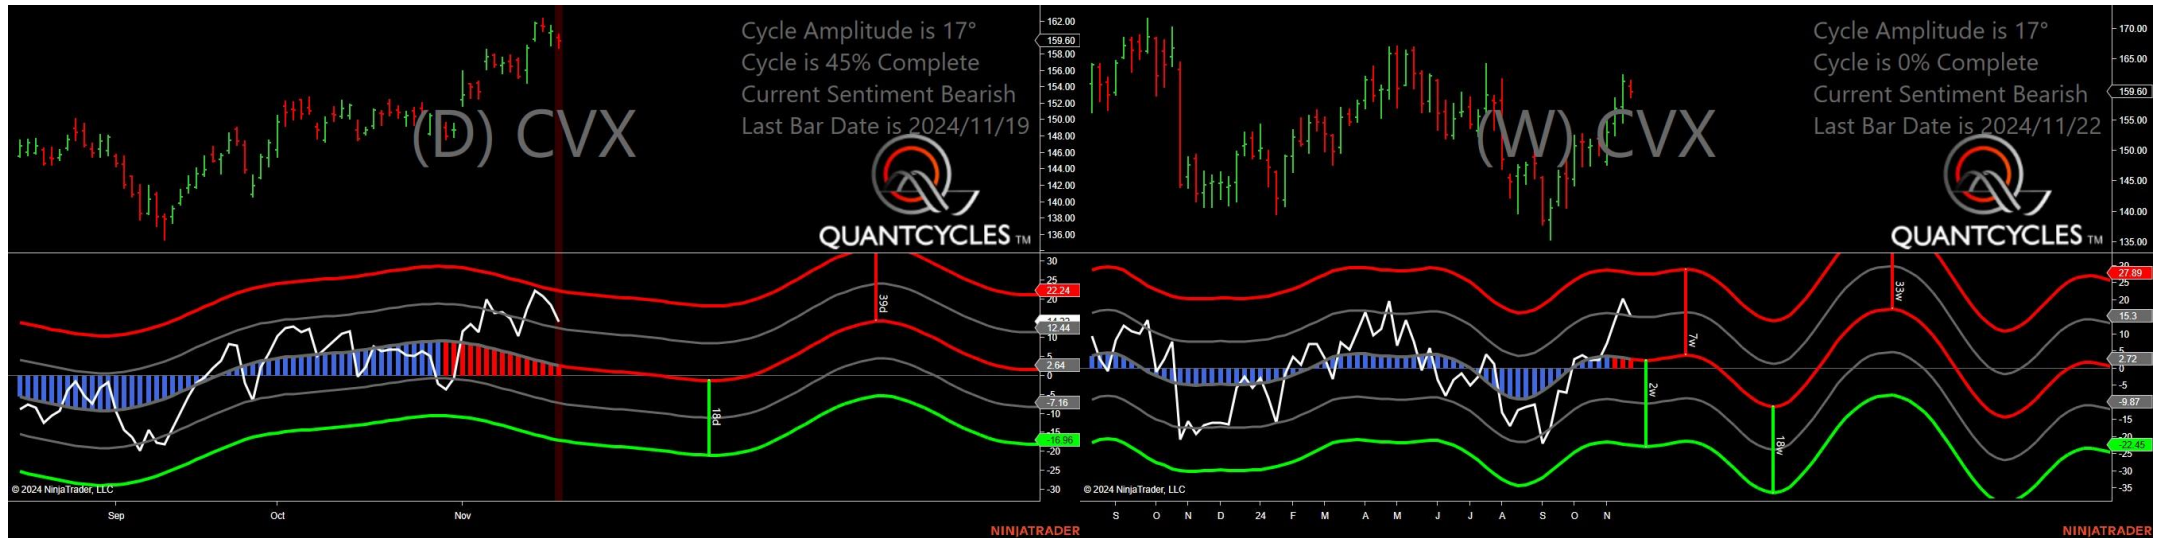 Cycle Amplitude is 17°
Cycle is 45% Complete
Current Sentiment Bearish
Last Bar Date is 2024/11/19
(D) CVX
QUANTCYCLES TM
162.00
159.60
158.00
156.00
154.00
152.00
150.00
148.00
146.00
144.00
142.00
140.00
138.00
136.00
30
25
22.24
20
12.44
5
2.64
0
-7.16
-10
-15
-16.96
-20
-25
-30
39d
18d
© 2024 NinjaTrader, LLC
Sep
Oct
Nov
NINJATRADER
Cycle Amplitude is 17°
Cycle is 0% Complete
Current Sentiment Bearish
Last Bar Date is 2024/11/22
(W) CVX
QUANTCYCLES TM
170.00
165.00
159.60
155.00
150.00
145.00
140.00
135.00
30
27.89
25
20
15.3
10
5
2.72
0
-5
-9.87
-15
-20
-22.45
-25
-30
-35
7w
2w
18w
33w
© 2024 NinjaTrader, LLC
S O N D 24 F M A M J J A S O N
NINJATRADER